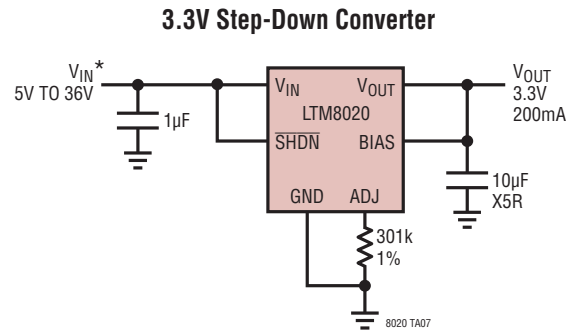 3.3V Step-Down Converter
VIN*
5V TO 36V
1µF
VIN
VOUT
LTM8020
SHDN
BIAS
GND
ADJ
VOUT
3.3V
200mA
10µF
X5R
301k
1%
8020 TA07